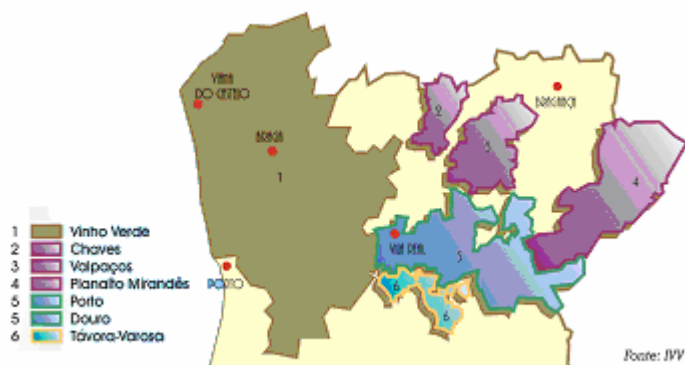 VIANA
DO CASTELO
BRAGANÇA
BRAGA
1
2
3
4
VILA REAL
5
PORTO
6
6
1 Vinho Verde
2 Chaves
3 Valpaços
4 Planalto Mirandês
5 Porto
5 Douro
6 Távora-Varosa
Fonte: IVV